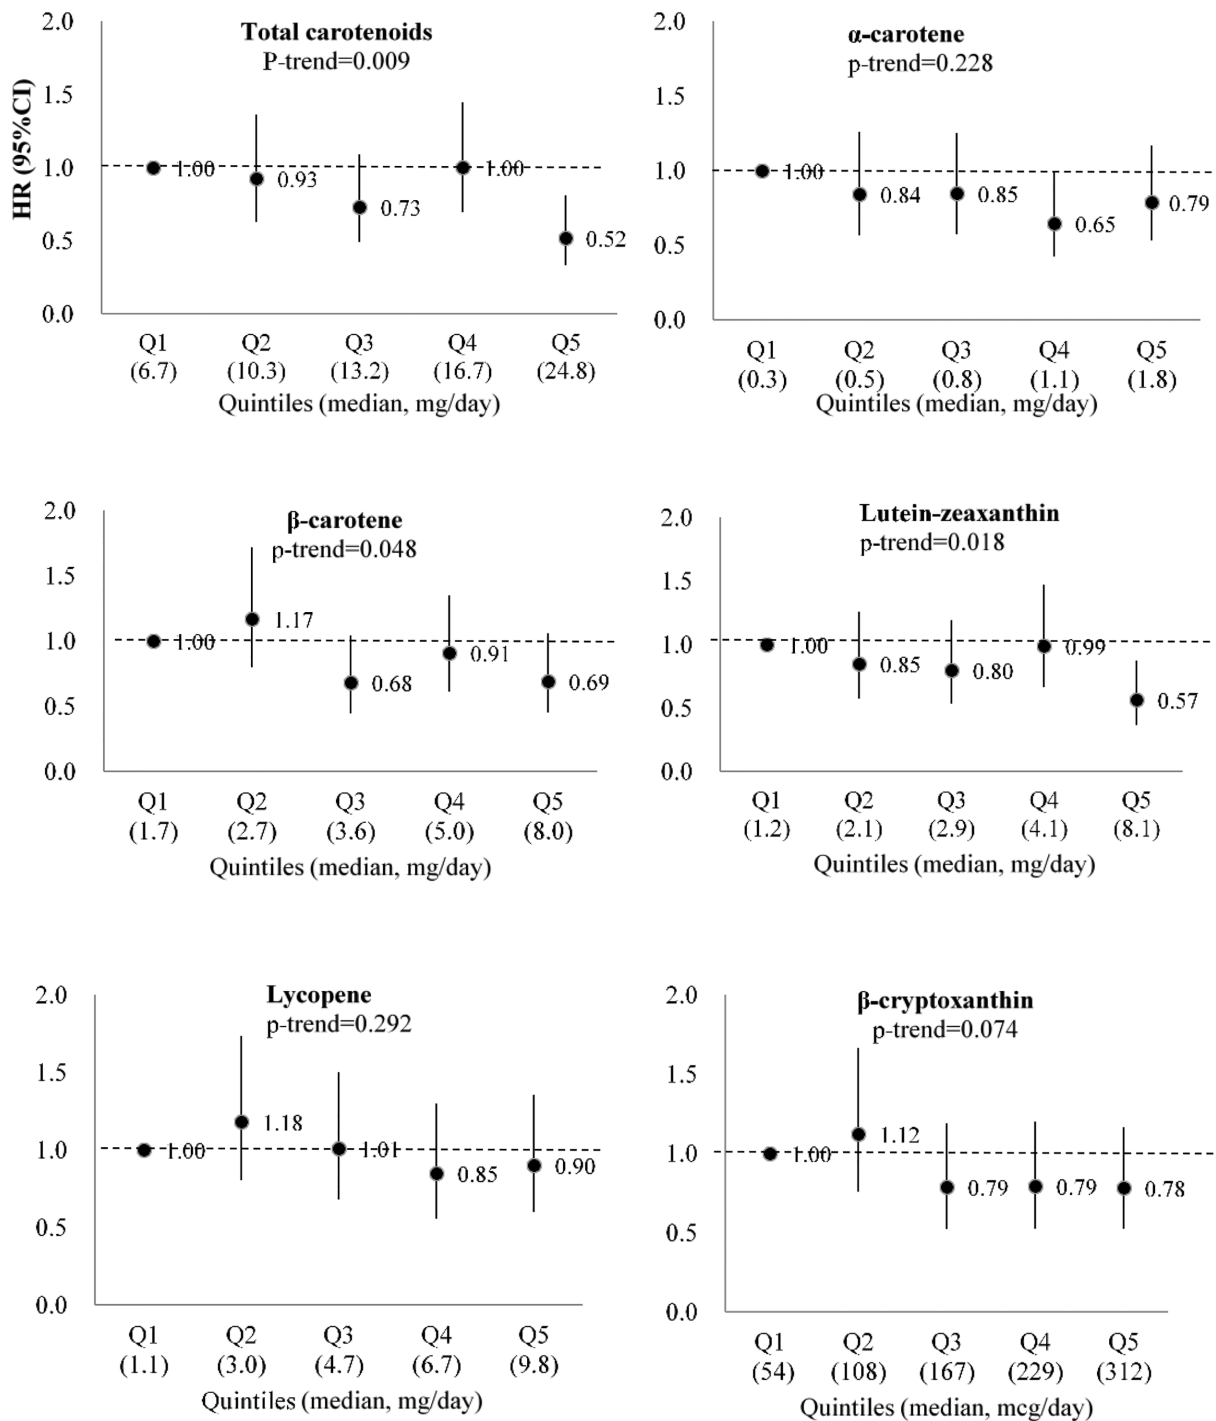 HR (95%CI)
Total carotenoids
P-trend=0.009
2.0
1.5
1.0
0.5
0.0
1.00
0.93
0.73
1.00
0.52
Q1 Q2 Q3 Q4 Q5
(6.7) (10.3) (13.2) (16.7) (24.8)
Quintiles (median, mg/day)
α-carotene
p-trend=0.228
2.0
1.5
1.0
0.5
0.0
1.00
0.84
0.85
0.65
0.79
Q1 Q2 Q3 Q4 Q5
(0.3) (0.5) (0.8) (1.1) (1.8)
Quintiles (median, mg/day)
β-carotene
p-trend=0.048
2.0
1.5
1.0
0.5
0.0
1.00
1.17
0.68
0.91
0.69
Q1 Q2 Q3 Q4 Q5
(1.7) (2.7) (3.6) (5.0) (8.0)
Quintiles (median, mg/day)
Lutein-zeaxanthin
p-trend=0.018
2.0
1.5
1.0
0.5
0.0
1.00
0.85
0.80
0.99
0.57
Q1 Q2 Q3 Q4 Q5
(1.2) (2.1) (2.9) (4.1) (8.1)
Quintiles (median, mg/day)
Lycopene
p-trend=0.292
2.0
1.5
1.0
0.5
0.0
1.00
1.18
1.01
0.85
0.90
Q1 Q2 Q3 Q4 Q5
(1.1) (3.0) (4.7) (6.7) (9.8)
Quintiles (median, mg/day)
β-cryptoxanthin
p-trend=0.074
2.0
1.5
1.0
0.5
0.0
1.00
1.12
0.79
0.79
0.78
Q1 Q2 Q3 Q4 Q5
(54) (108) (167) (229) (312)
Quintiles (median, mcg/day)